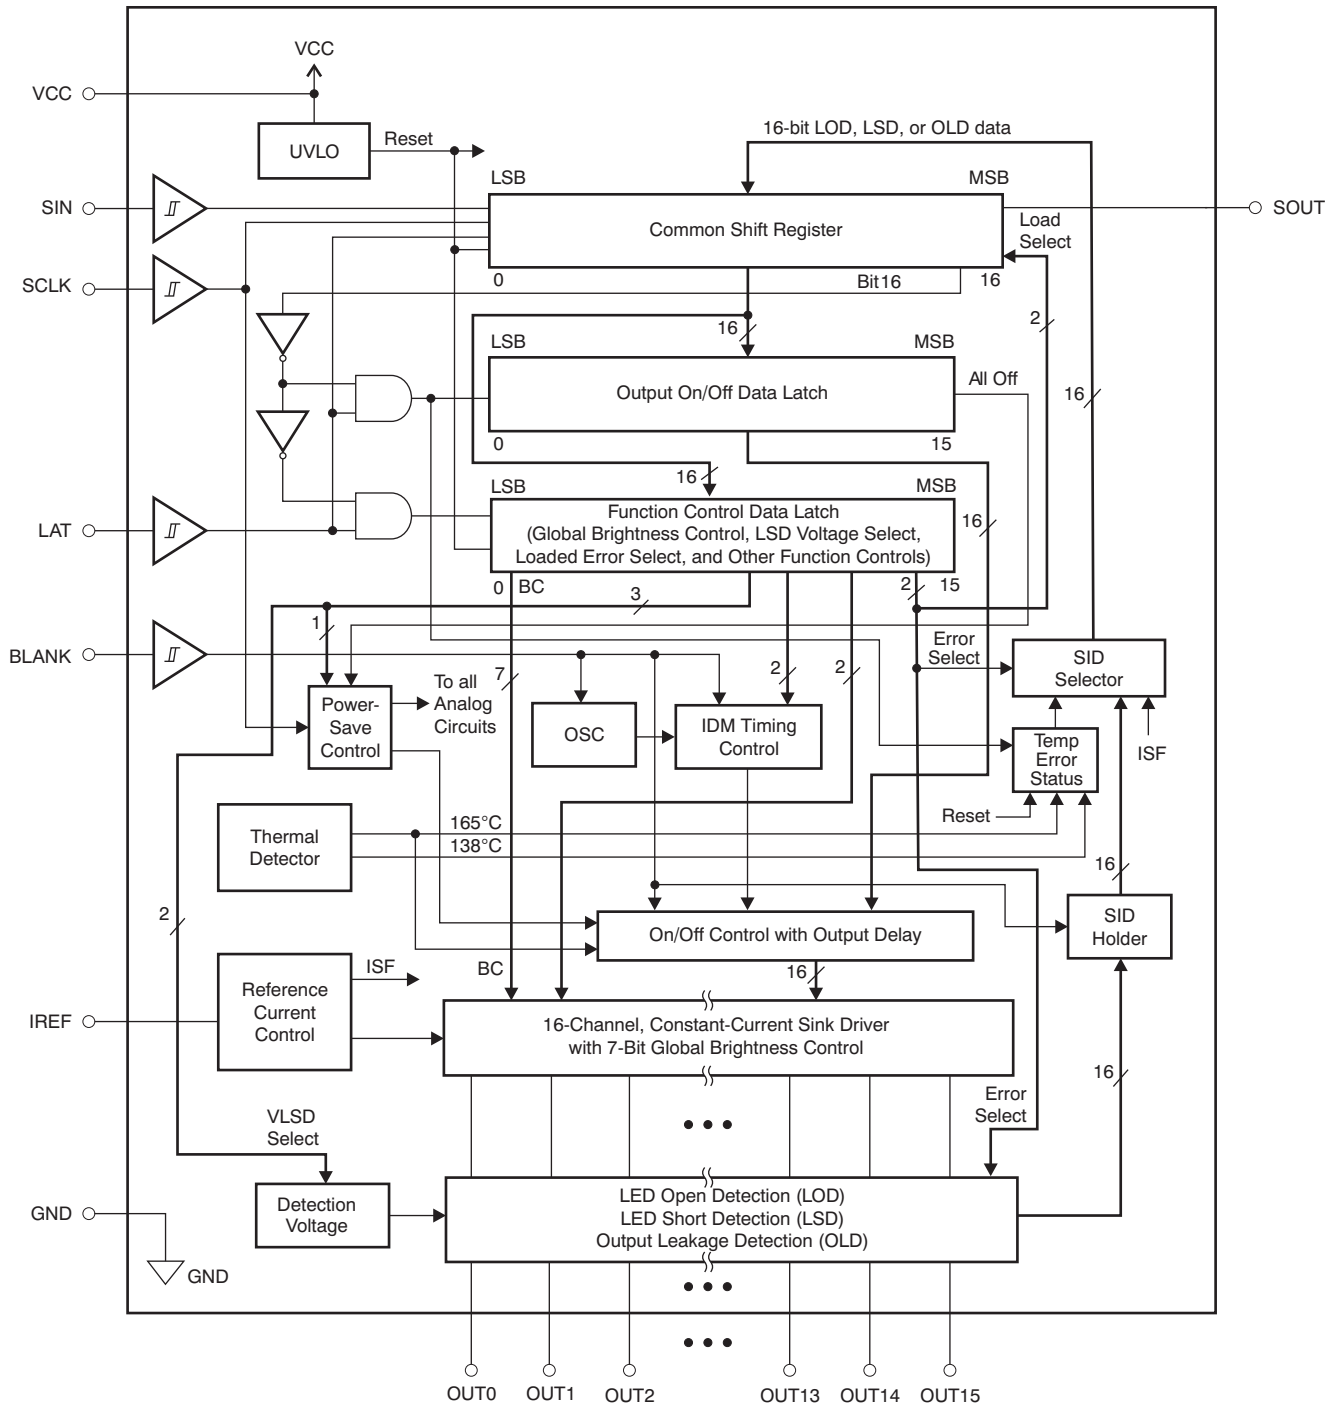 VCC
VCC
UVLO
Reset
16-bit LOD, LSD, or OLD data
LSB
MSB
SIN
SOUT
Common Shift Register
Load
Select
SCLK
0
Bit16
16
2
16
LSB
MSB
All Off
Output On/Off Data Latch
16
0
15
16
LSB
MSB
LAT
Function Control Data Latch
(Global Brightness Control, LSD Voltage Select,
Loaded Error Select, and Other Function Controls)
16
0
BC
3
2
15
1
BLANK
Error
Select
SID
Selector
7
2
2
To all
Analog
Circuits
Power-
Save
Control
OSC
IDM Timing
Control
Temp
Error
Status
ISF
Reset
Thermal
Detector
165°C
138°C
16
2
On/Off Control with Output Delay
SID
Holder
ISF
BC
16
IREF
Reference
Current
Control
16-Channel, Constant-Current Sink Driver
with 7-Bit Global Brightness Control
16
VLSD
Select
Error
Select
Detection
Voltage
LED Open Detection (LOD)
LED Short Detection (LSD)
Output Leakage Detection (OLD)
GND
GND
OUT0
OUT1
OUT2
OUT13
OUT14
OUT15